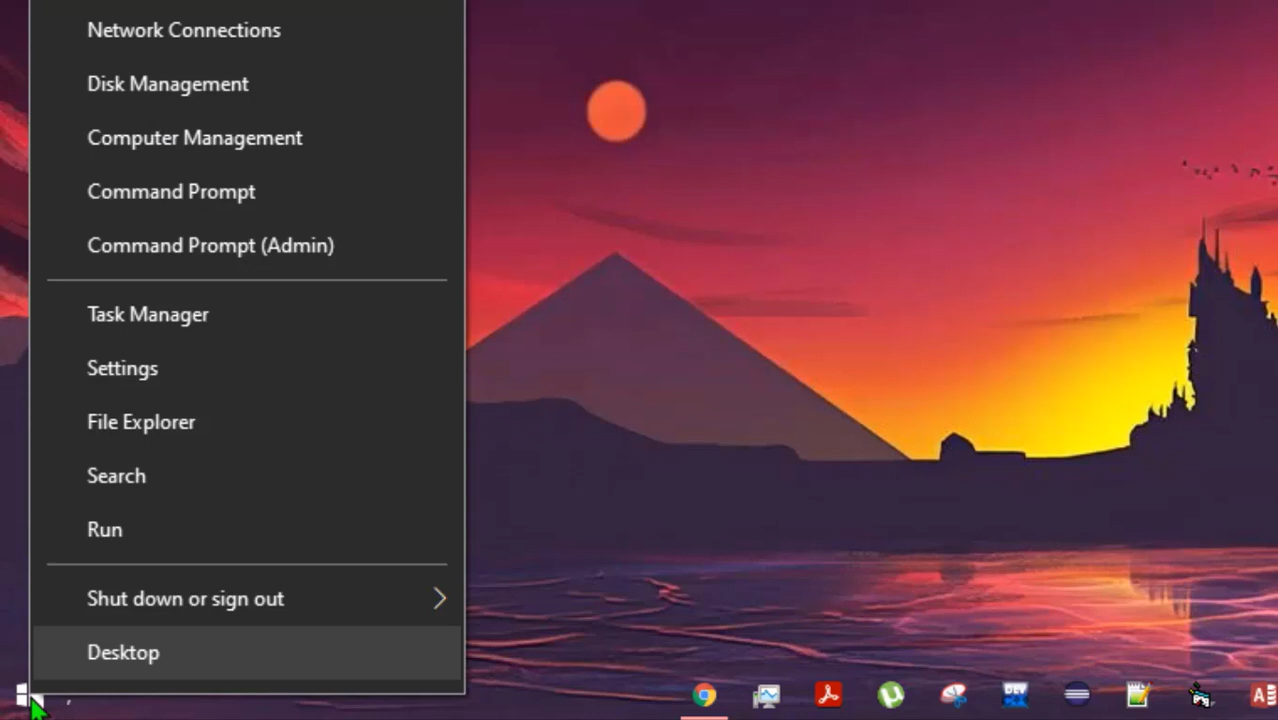 Network Connections
Disk Management
Computer Management
Command Prompt
Command Prompt (Admin)
Task Manager
Settings
File Explorer
Search
Run
Shut down or sign out
Desktop
DEV